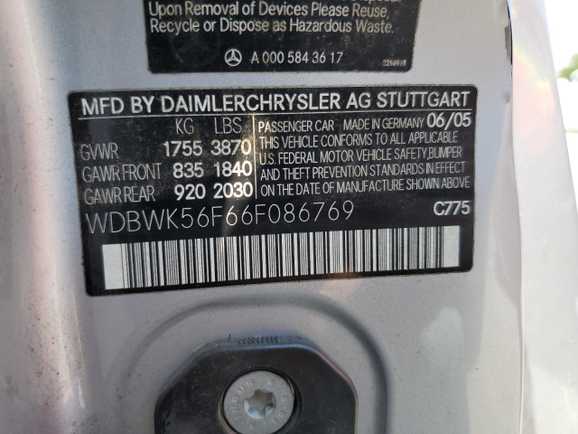 Upon Removal of Devices Please Reuse,
Recycle or Dispose as Hazardous Waste.
A 000 584 36 17
MFD BY DAIMLERCHRYSLER AG STUTTGART
KG LBS
GVWR 1755 3870
GAWR FRONT 835 1840
GAWR REAR 920 2030
PASSENGER CAR MADE IN GERMANY 06/05
THIS VEHICLE CONFORMS TO ALL APPLICABLE
U.S. FEDERAL MOTOR VEHICLE SAFETY, BUMPER
AND THEFT PREVENTION STANDARDS IN EFFECT
ON THE DATE OF MANUFACTURE SHOWN ABOVE.
WDBWK56F66F086769
C775